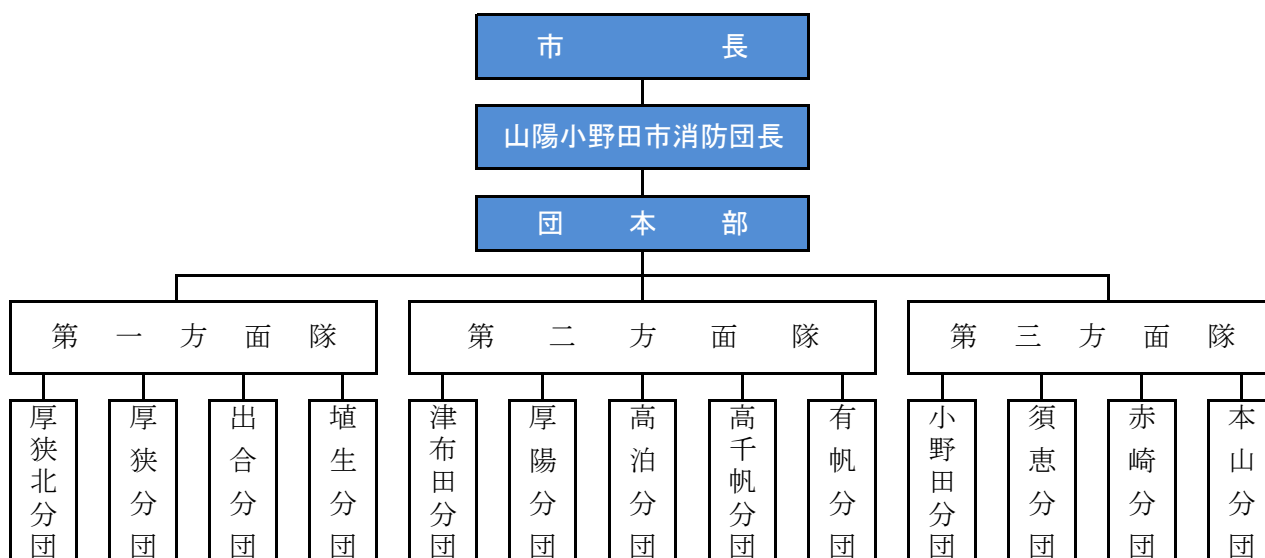 市長
山陽小野田市消防団長
団本部
第一方面隊
第二方面隊
第三方面隊
厚狭北分団
厚狭分団
出合分団
埴生分団
津布田分団
厚陽分団
高泊分団
高千帆分団
有帆分団
小野田分団
須恵分団
赤崎分団
本山分団